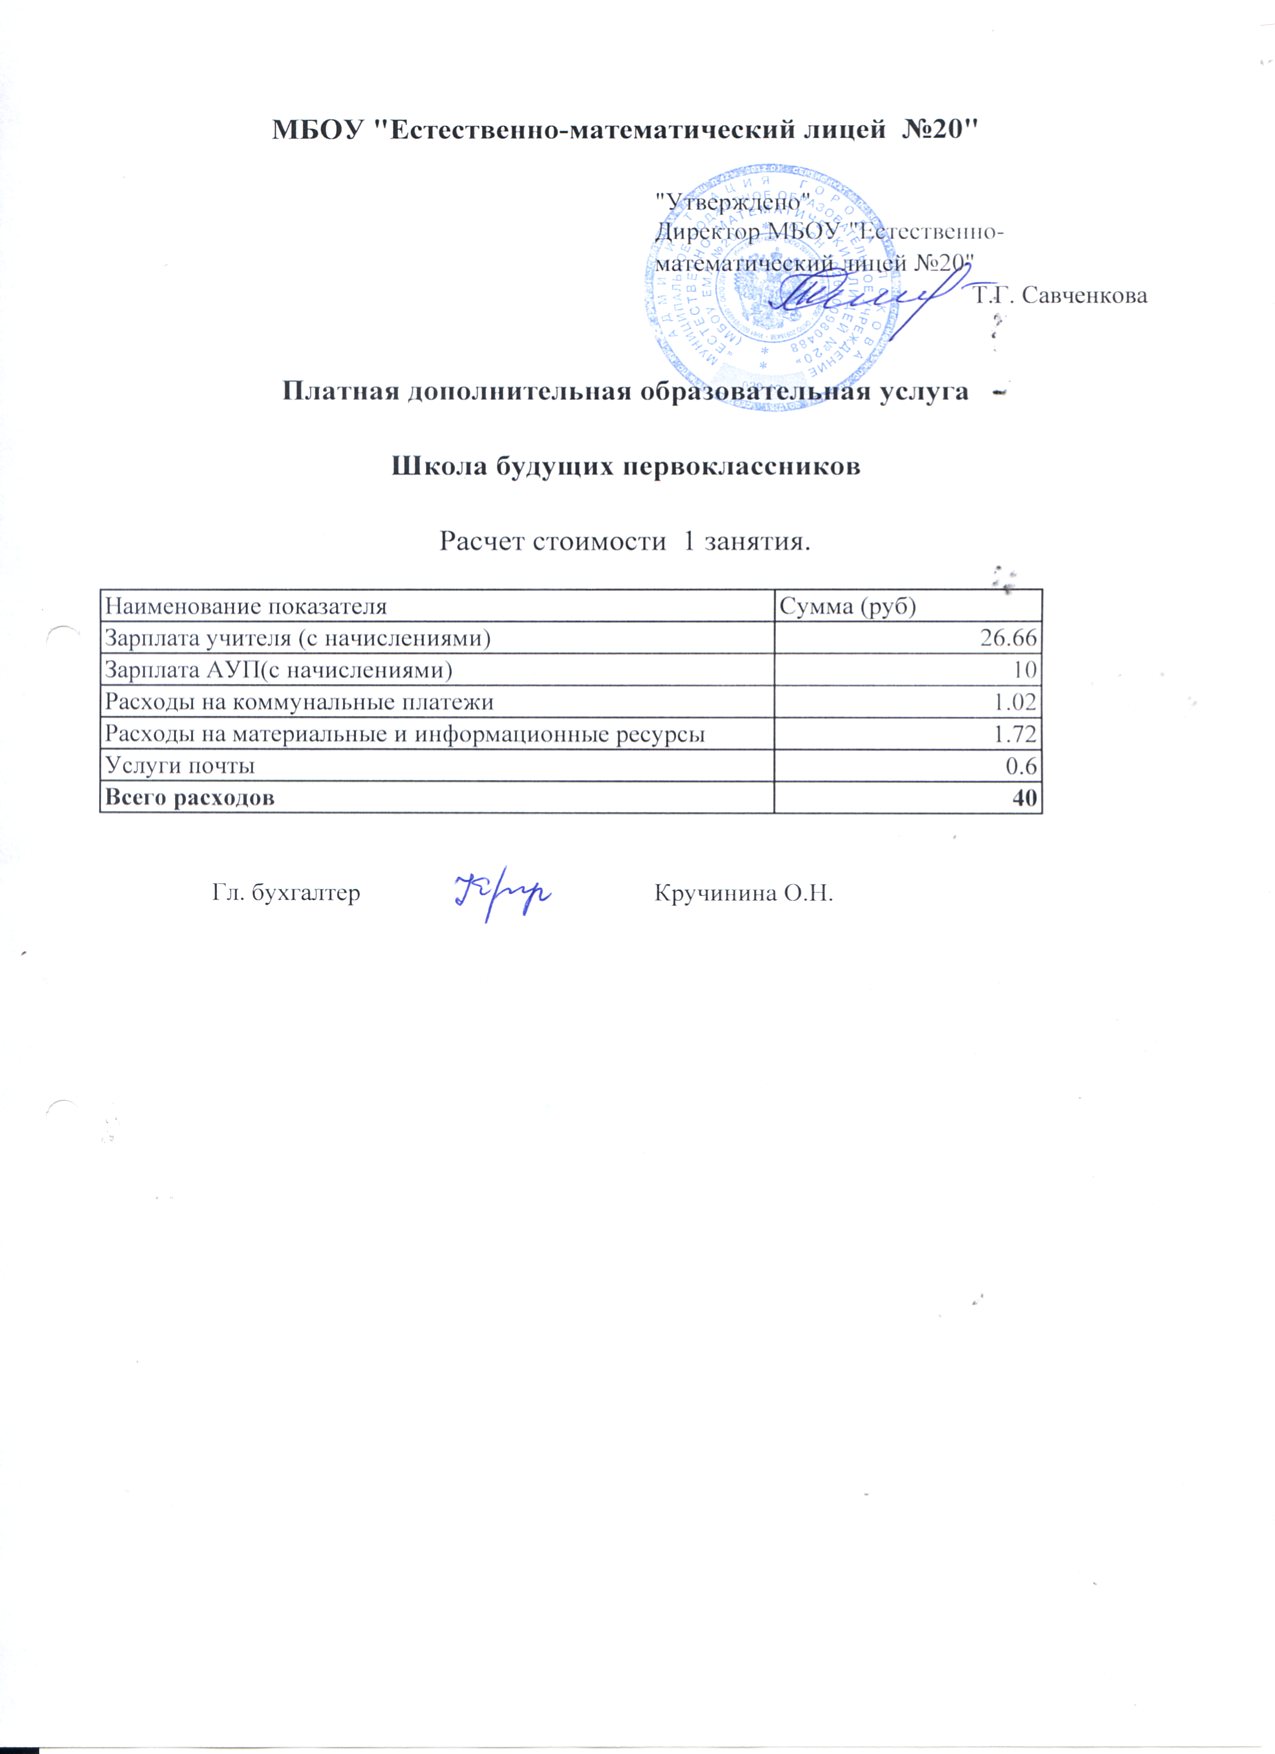 МБОУ "Естественно-математический лицей №20"
"Утверждено"
Директор МБОУ "Естественно-
математический лицей №20"
Т.Г. Савченкова
Платная дополнительная образовательная услуга
Школа будущих первоклассников
Расчет стоимости 1 занятия.
Наименование показателя Сумма (руб)
Зарплата учителя (с начислениями) 26.66
Зарплата АУП(с начислениями) 10
Расходы на коммунальные платежи 1.02
Расходы на материальные и информационные ресурсы 1.72
Услуги почты 0.6
Всего расходов 40
Гл. бухгалтер Кручинина О.Н.